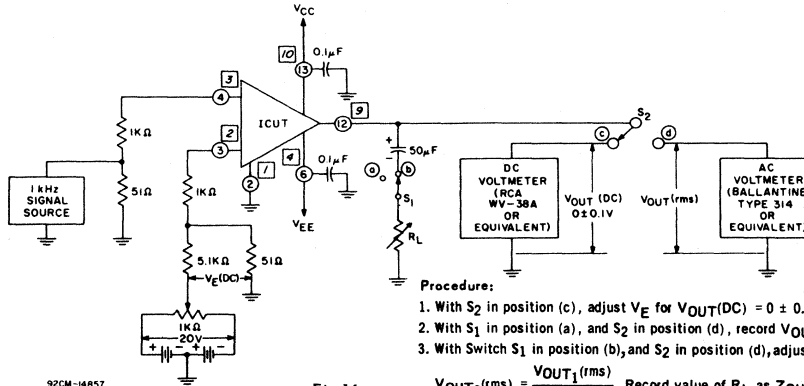 VCC
10
13
0.1μF
3
4
ICUT
9
12
S2
2
3
1KΩ
4
0.1μF
+
50μF
-
(c)
(d)
1
2
6
(a)
(b)
51Ω
1 kHz
SIGNAL
SOURCE
1KΩ
VEE
S1
RL
DC
VOLTMETER
(RCA
WV-38A
OR
EQUIVALENT)
VOUT (DC)
0±0.1V
VOUT(rms)
AC
VOLTMETER
(BALLANTINE
TYPE 314
OR
EQUIVALENT)
5.1KΩ
51Ω
VE(DC)
1KΩ
20V
+ - + -
Procedure:
1. With S2 in position (c), adjust VE for VOUT(DC) = 0 ± 0.
2. With S1 in position (a), and S2 in position (d), record
3. With Switch S1 in position (b), and S2 in position (d), adjus
VOUT1(rms)
Record value of RL as
92CM-14857